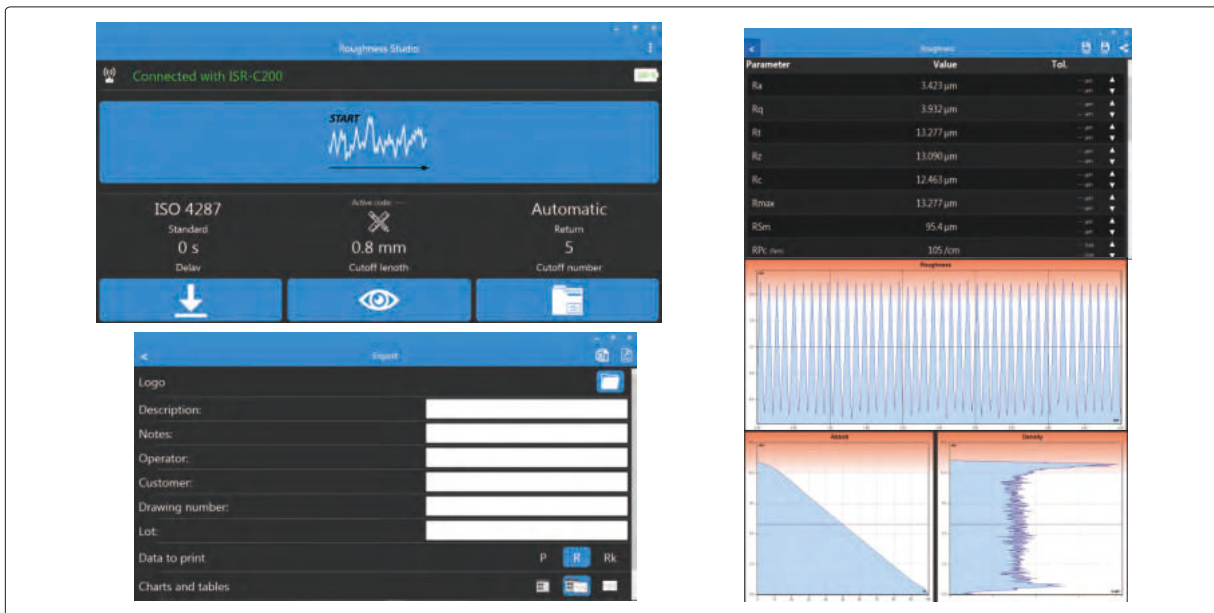 Roughness Studio
Connected with ISR-C200
START
ISO 4287
Standard
0 s
Delay
Active code: ----
0.8 mm
Cutoff length
Automatic
Return
5
Cutoff number
Export
Logo
Description:
Notes:
Operator:
Customer:
Drawing number:
Lot:
Data to print P R Rk
Charts and tables
Roughness
Parameter Value Tol.
Ra 3.423 µm
Rq 3.932 µm
Rt 13.277 µm
Rz 13.090 µm
Rc 12.463 µm
Rmax 13.277 µm
RSm 95.4 µm
RPc 105 /cm
Roughness
Abbott
Density